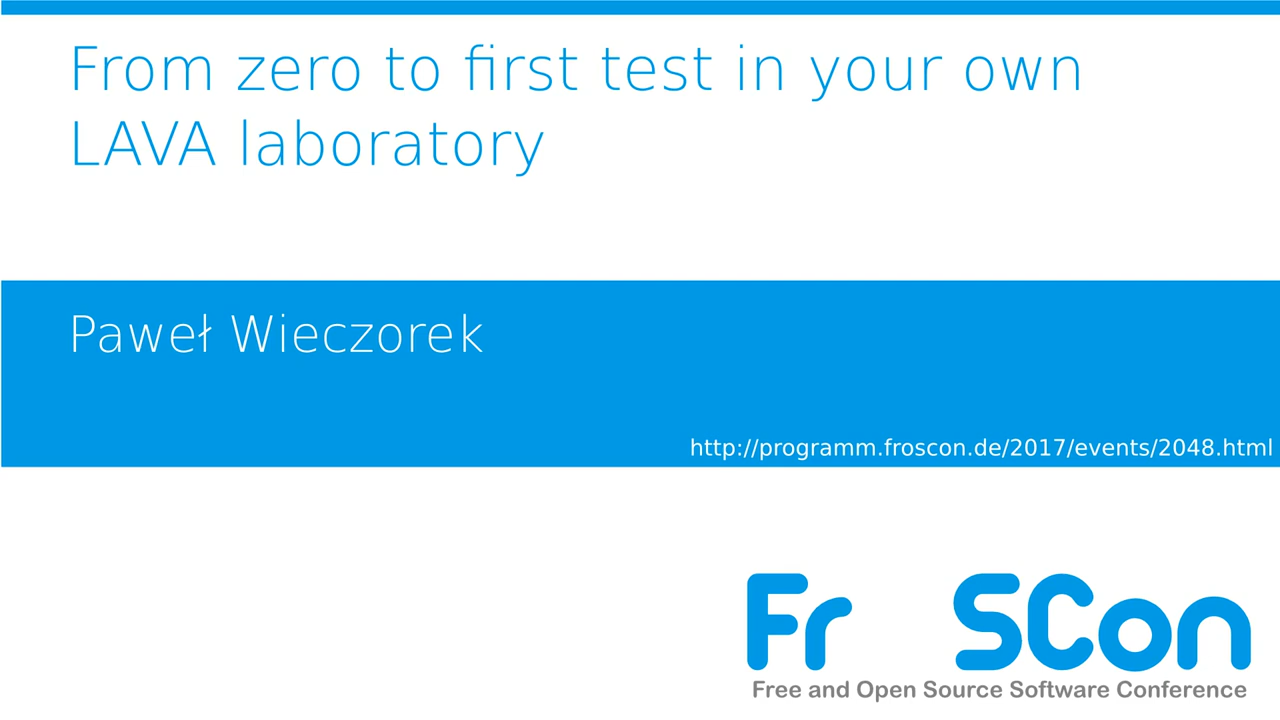 From zero to first test in your own
LAVA laboratory
Paweł Wieczorek
http://programm.froscon.de/2017/events/2048.html
Fr SCon
Free and Open Source Software Conference